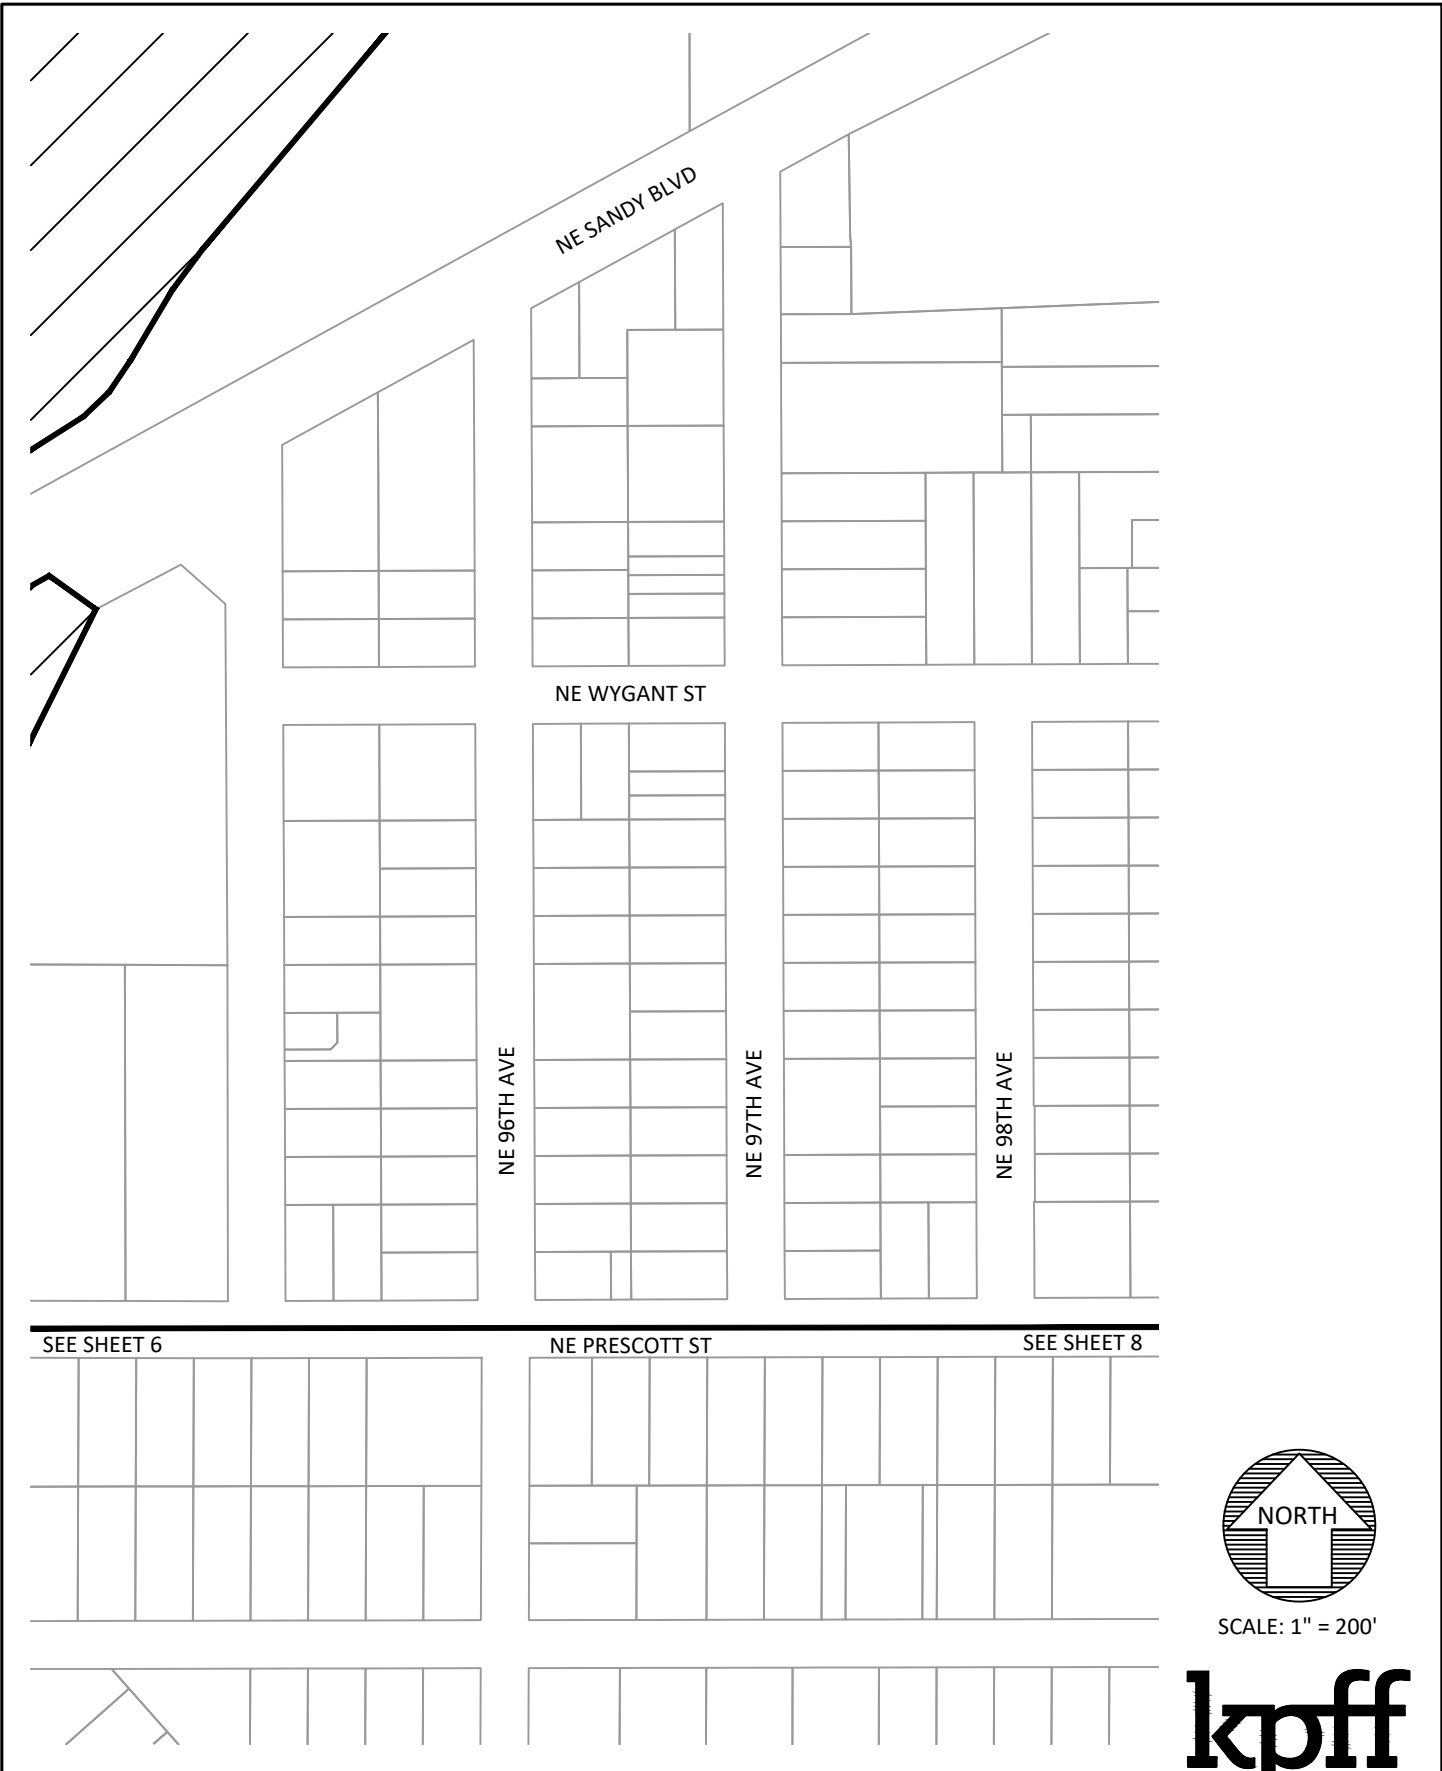 NE SANDY BLVD
NE WYGANT ST
NE 96TH AVE
NE 97TH AVE
NE 98TH AVE
SEE SHEET 6
NE PRESCOTT ST
SEE SHEET 8
NORTH
SCALE: 1" = 200'
kpff